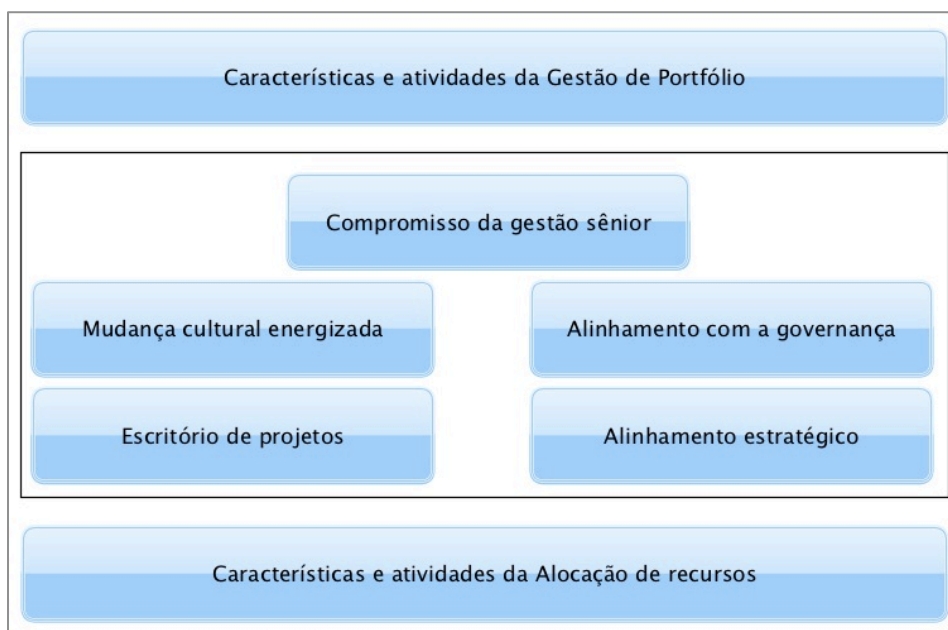 Características e atividades da Gestão de Portfólio
Compromisso da gestão sênior
Mudança cultural energizada
Alinhamento com a governança
Escritório de projetos
Alinhamento estratégico
Características e atividades da Alocação de recursos